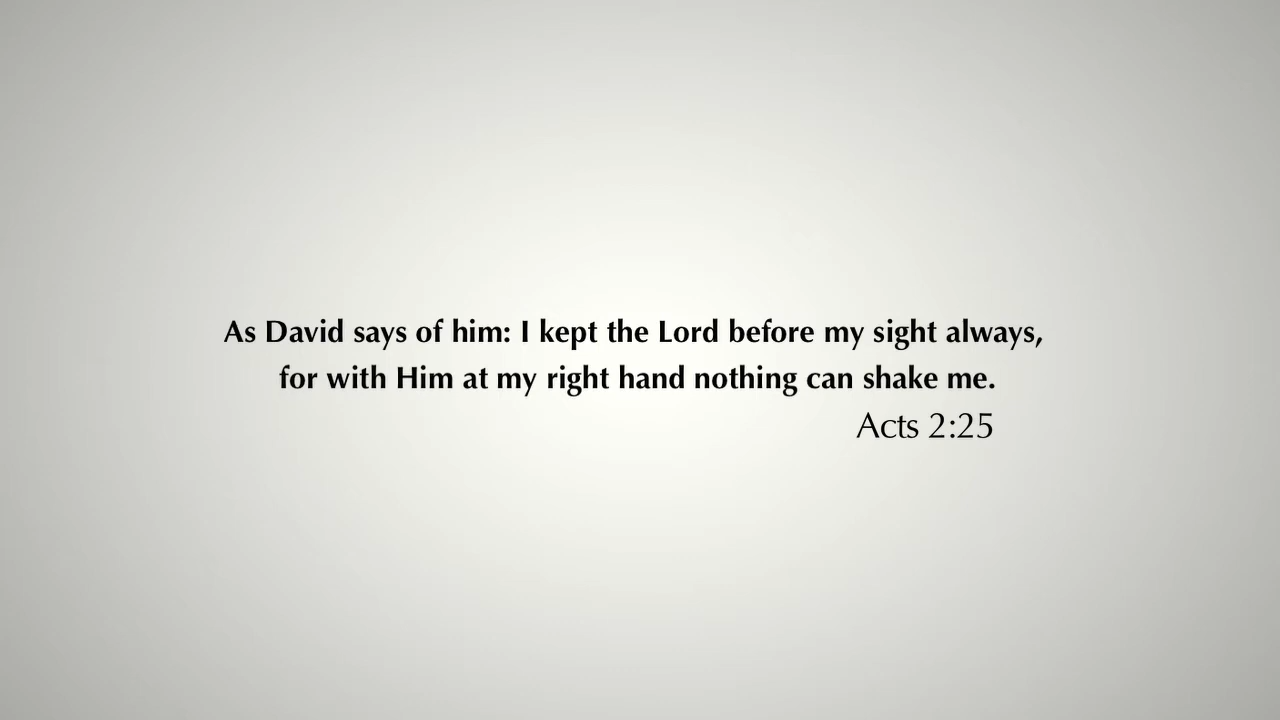 As David says of him: I kept the Lord before my sight always,
for with Him at my right hand nothing can shake me.
Acts 2:25